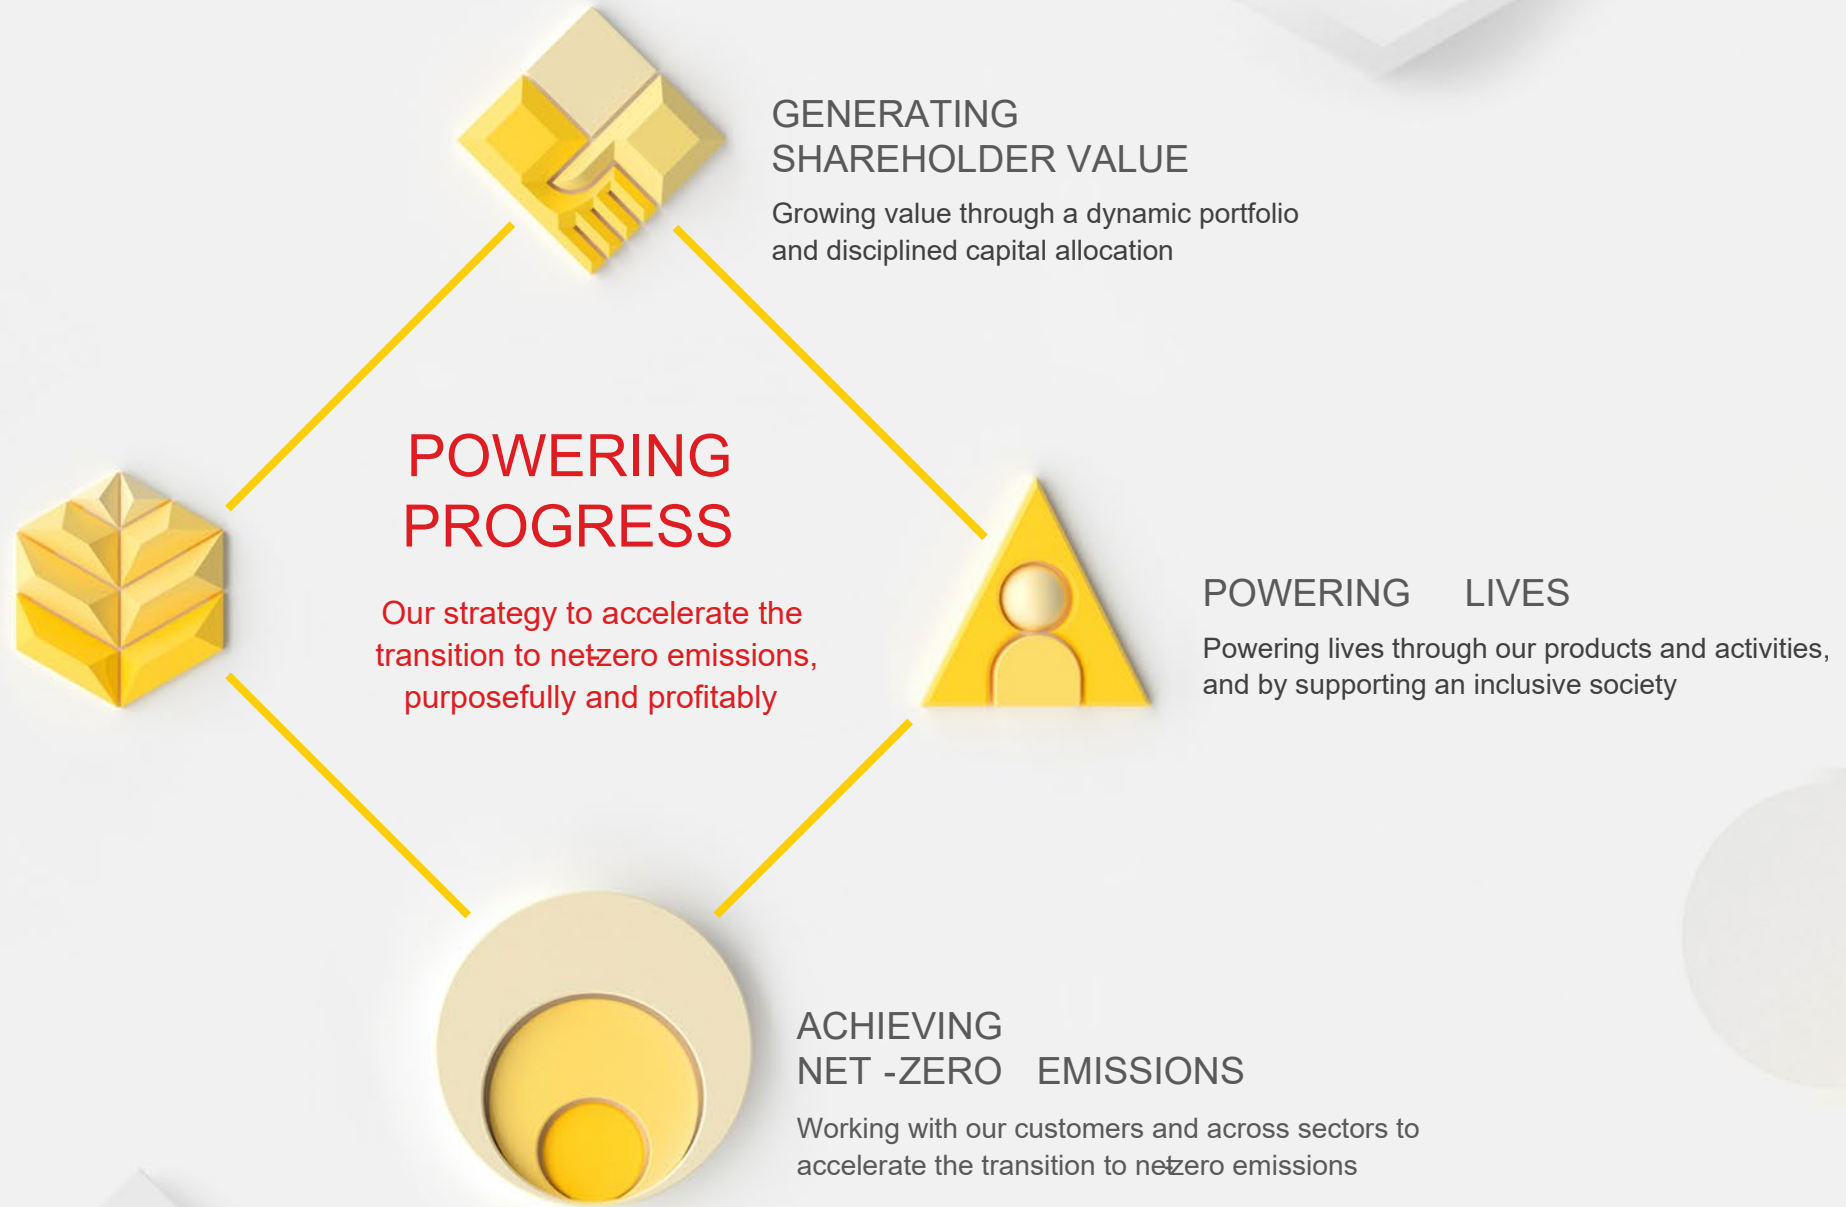 GENERATING
SHAREHOLDER VALUE
Growing value through a dynamic portfolio
and disciplined capital allocation
POWERING
PROGRESS
Our strategy to accelerate the
transition to net-zero emissions,
purposefully and profitably
POWERING LIVES
Powering lives through our products and activities,
and by supporting an inclusive society
ACHIEVING
NET -ZERO EMISSIONS
Working with our customers and across sectors to
accelerate the transition to net-zero emissions